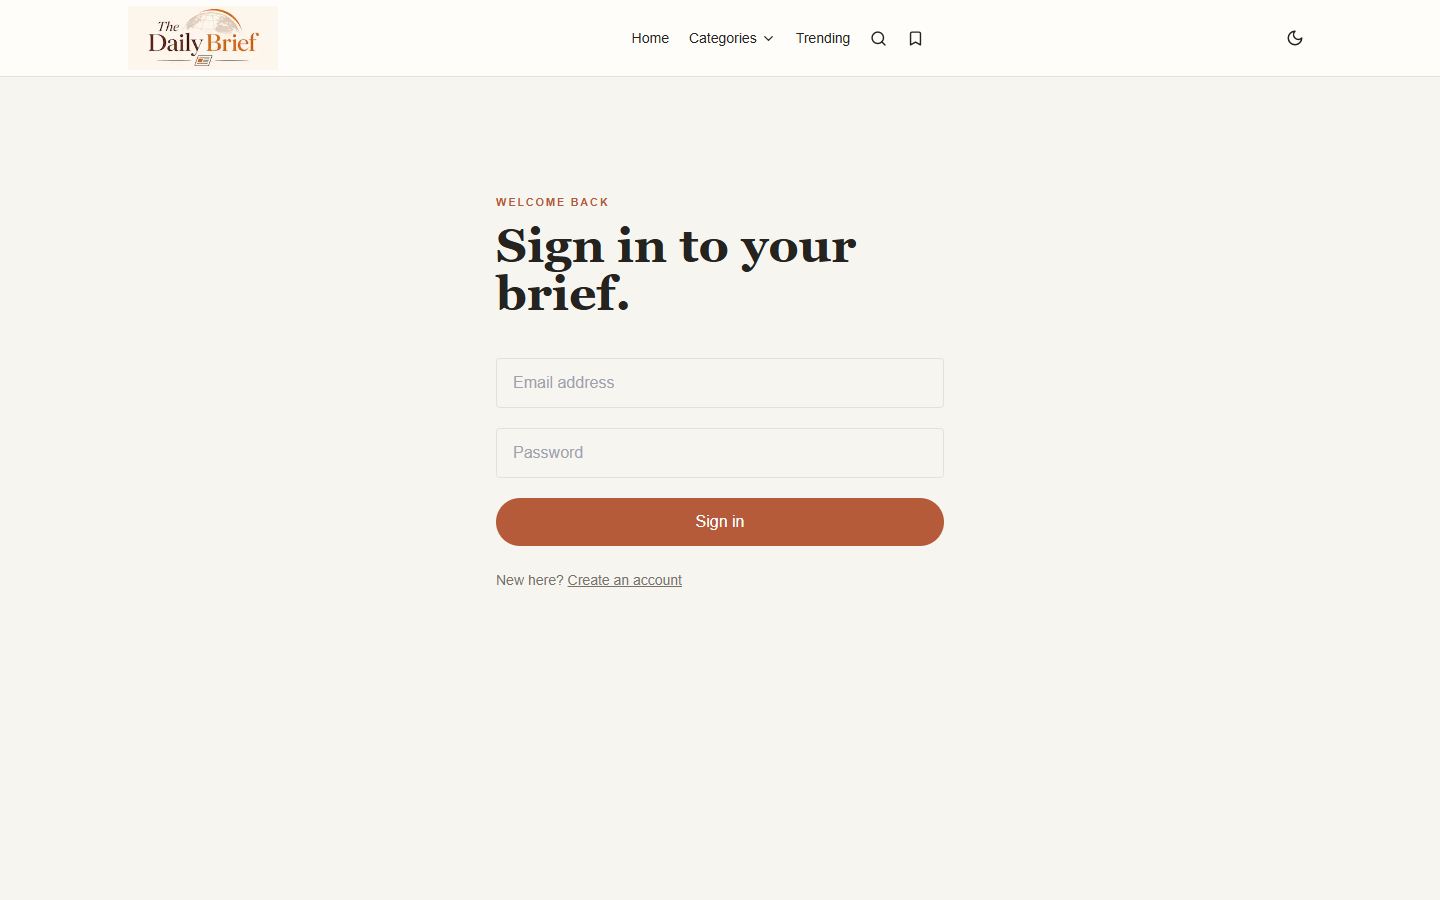 The
Daily Brief
Home
Categories
Trending
WELCOME BACK
Sign in to your
brief.
Email address
Password
Sign in
New here? Create an account